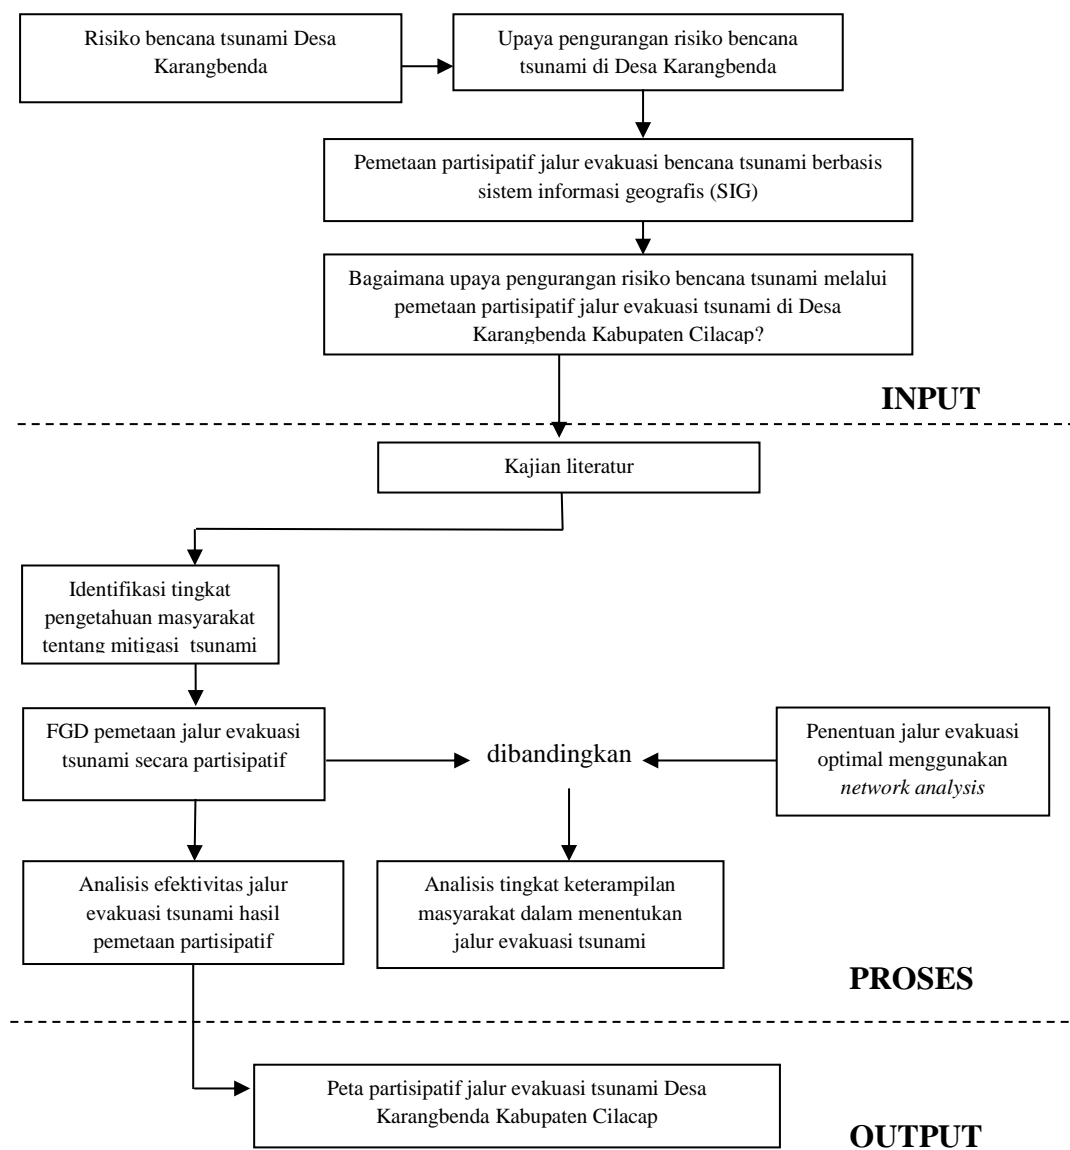 Risiko bencana tsunami Desa
Karangbenda
Upaya pengurangan risiko bencana
tsunami di Desa Karangbenda
Pemetaan partisipatif jalur evakuasi bencana tsunami berbasis
sistem informasi geografis (SIG)
Bagaimana upaya pengurangan risiko bencana tsunami melalui
pemetaan partisipatif jalur evakuasi tsunami di Desa
Karangbenda Kabupaten Cilacap?
INPUT
Kajian literatur
Identifikasi tingkat
pengetahuan masyarakat
tentang mitigasi tsunami
FGD pemetaan jalur evakuasi
tsunami secara partisipatif
dibandingkan
Penentuan jalur evakuasi
optimal menggunakan
network analysis
Analisis efektivitas jalur
evakuasi tsunami hasil
pemetaan partisipatif
Analisis tingkat keterampilan
masyarakat dalam menentukan
jalur evakuasi tsunami
PROSES
Peta partisipatif jalur evakuasi tsunami Desa
Karangbenda Kabupaten Cilacap
OUTPUT